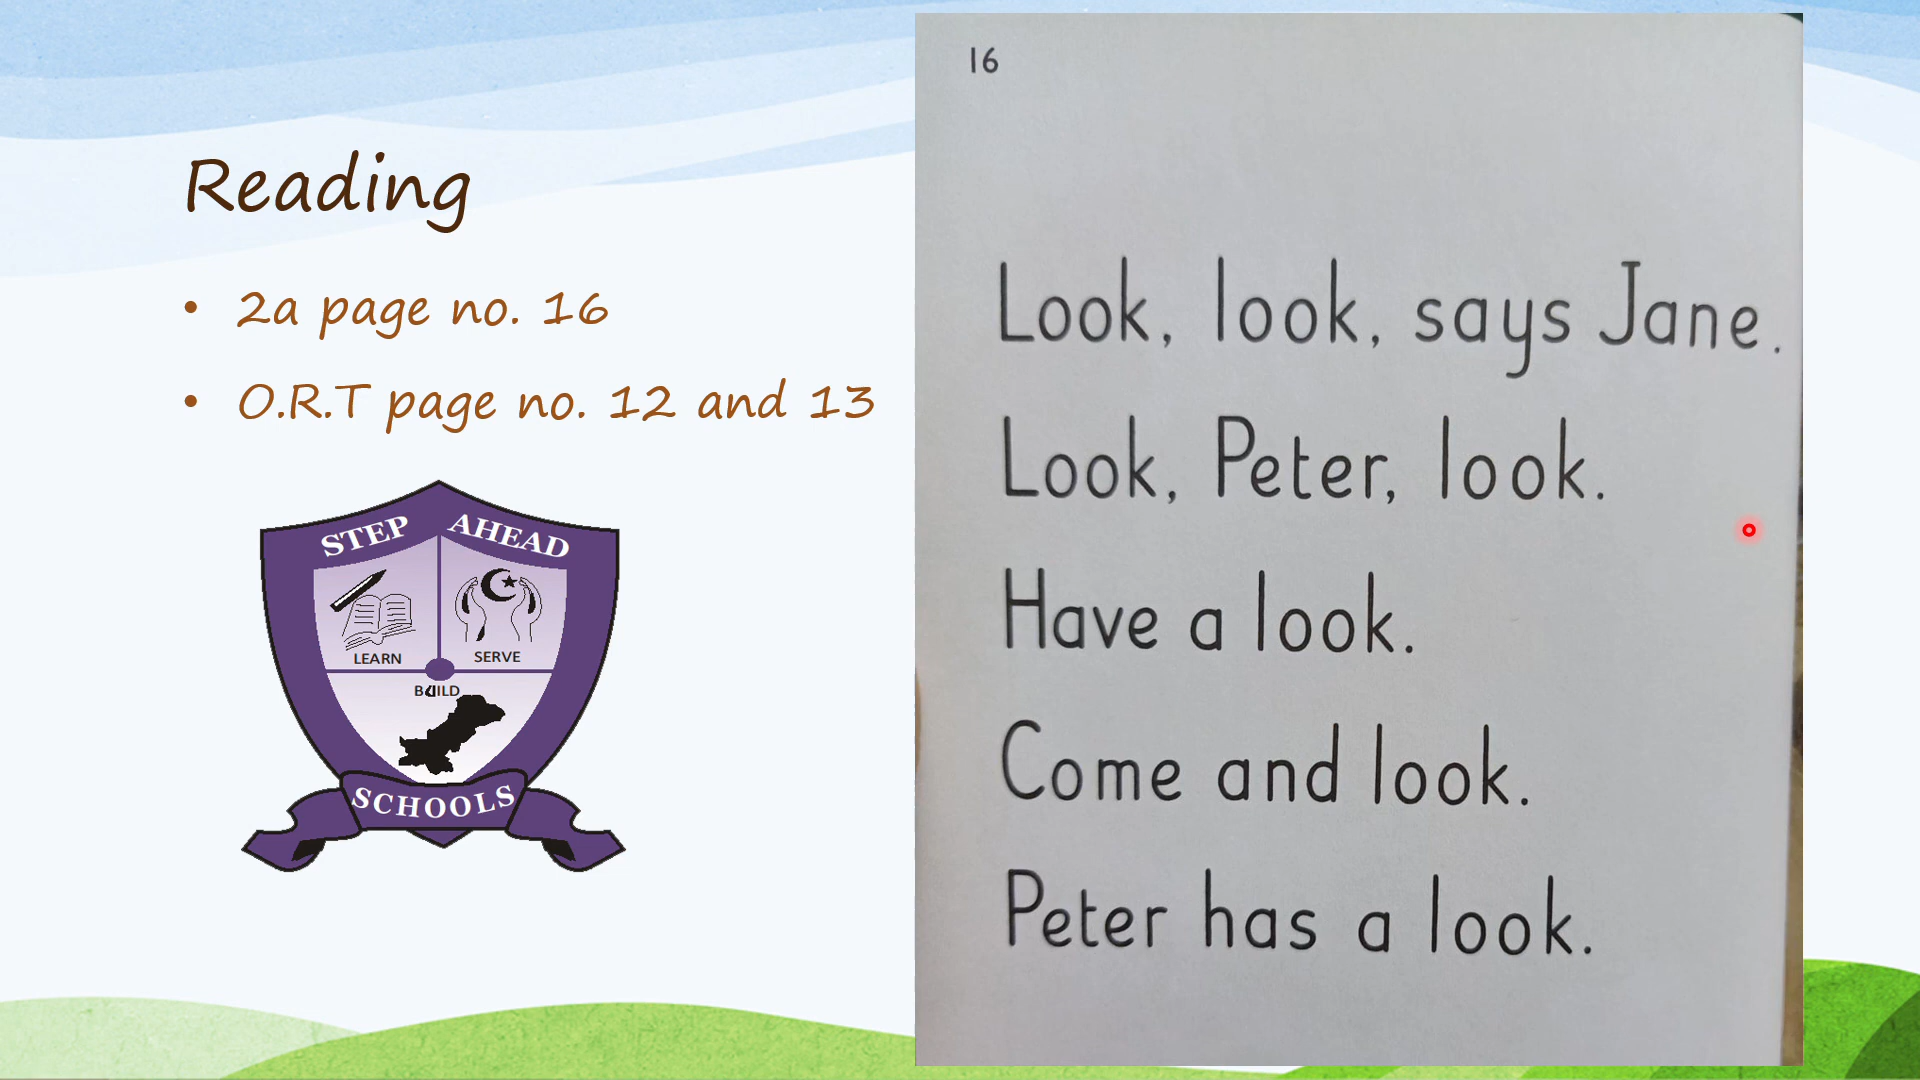 Reading
• 2a page no. 16
• O.R.T page no. 12 and 13
STEP AHEAD
LEARN
SERVE
BUILD
SCHOOLS
16
Look, look, says Jane.
Look, Peter, look.
Have a look.
Come and look.
Peter has a look.